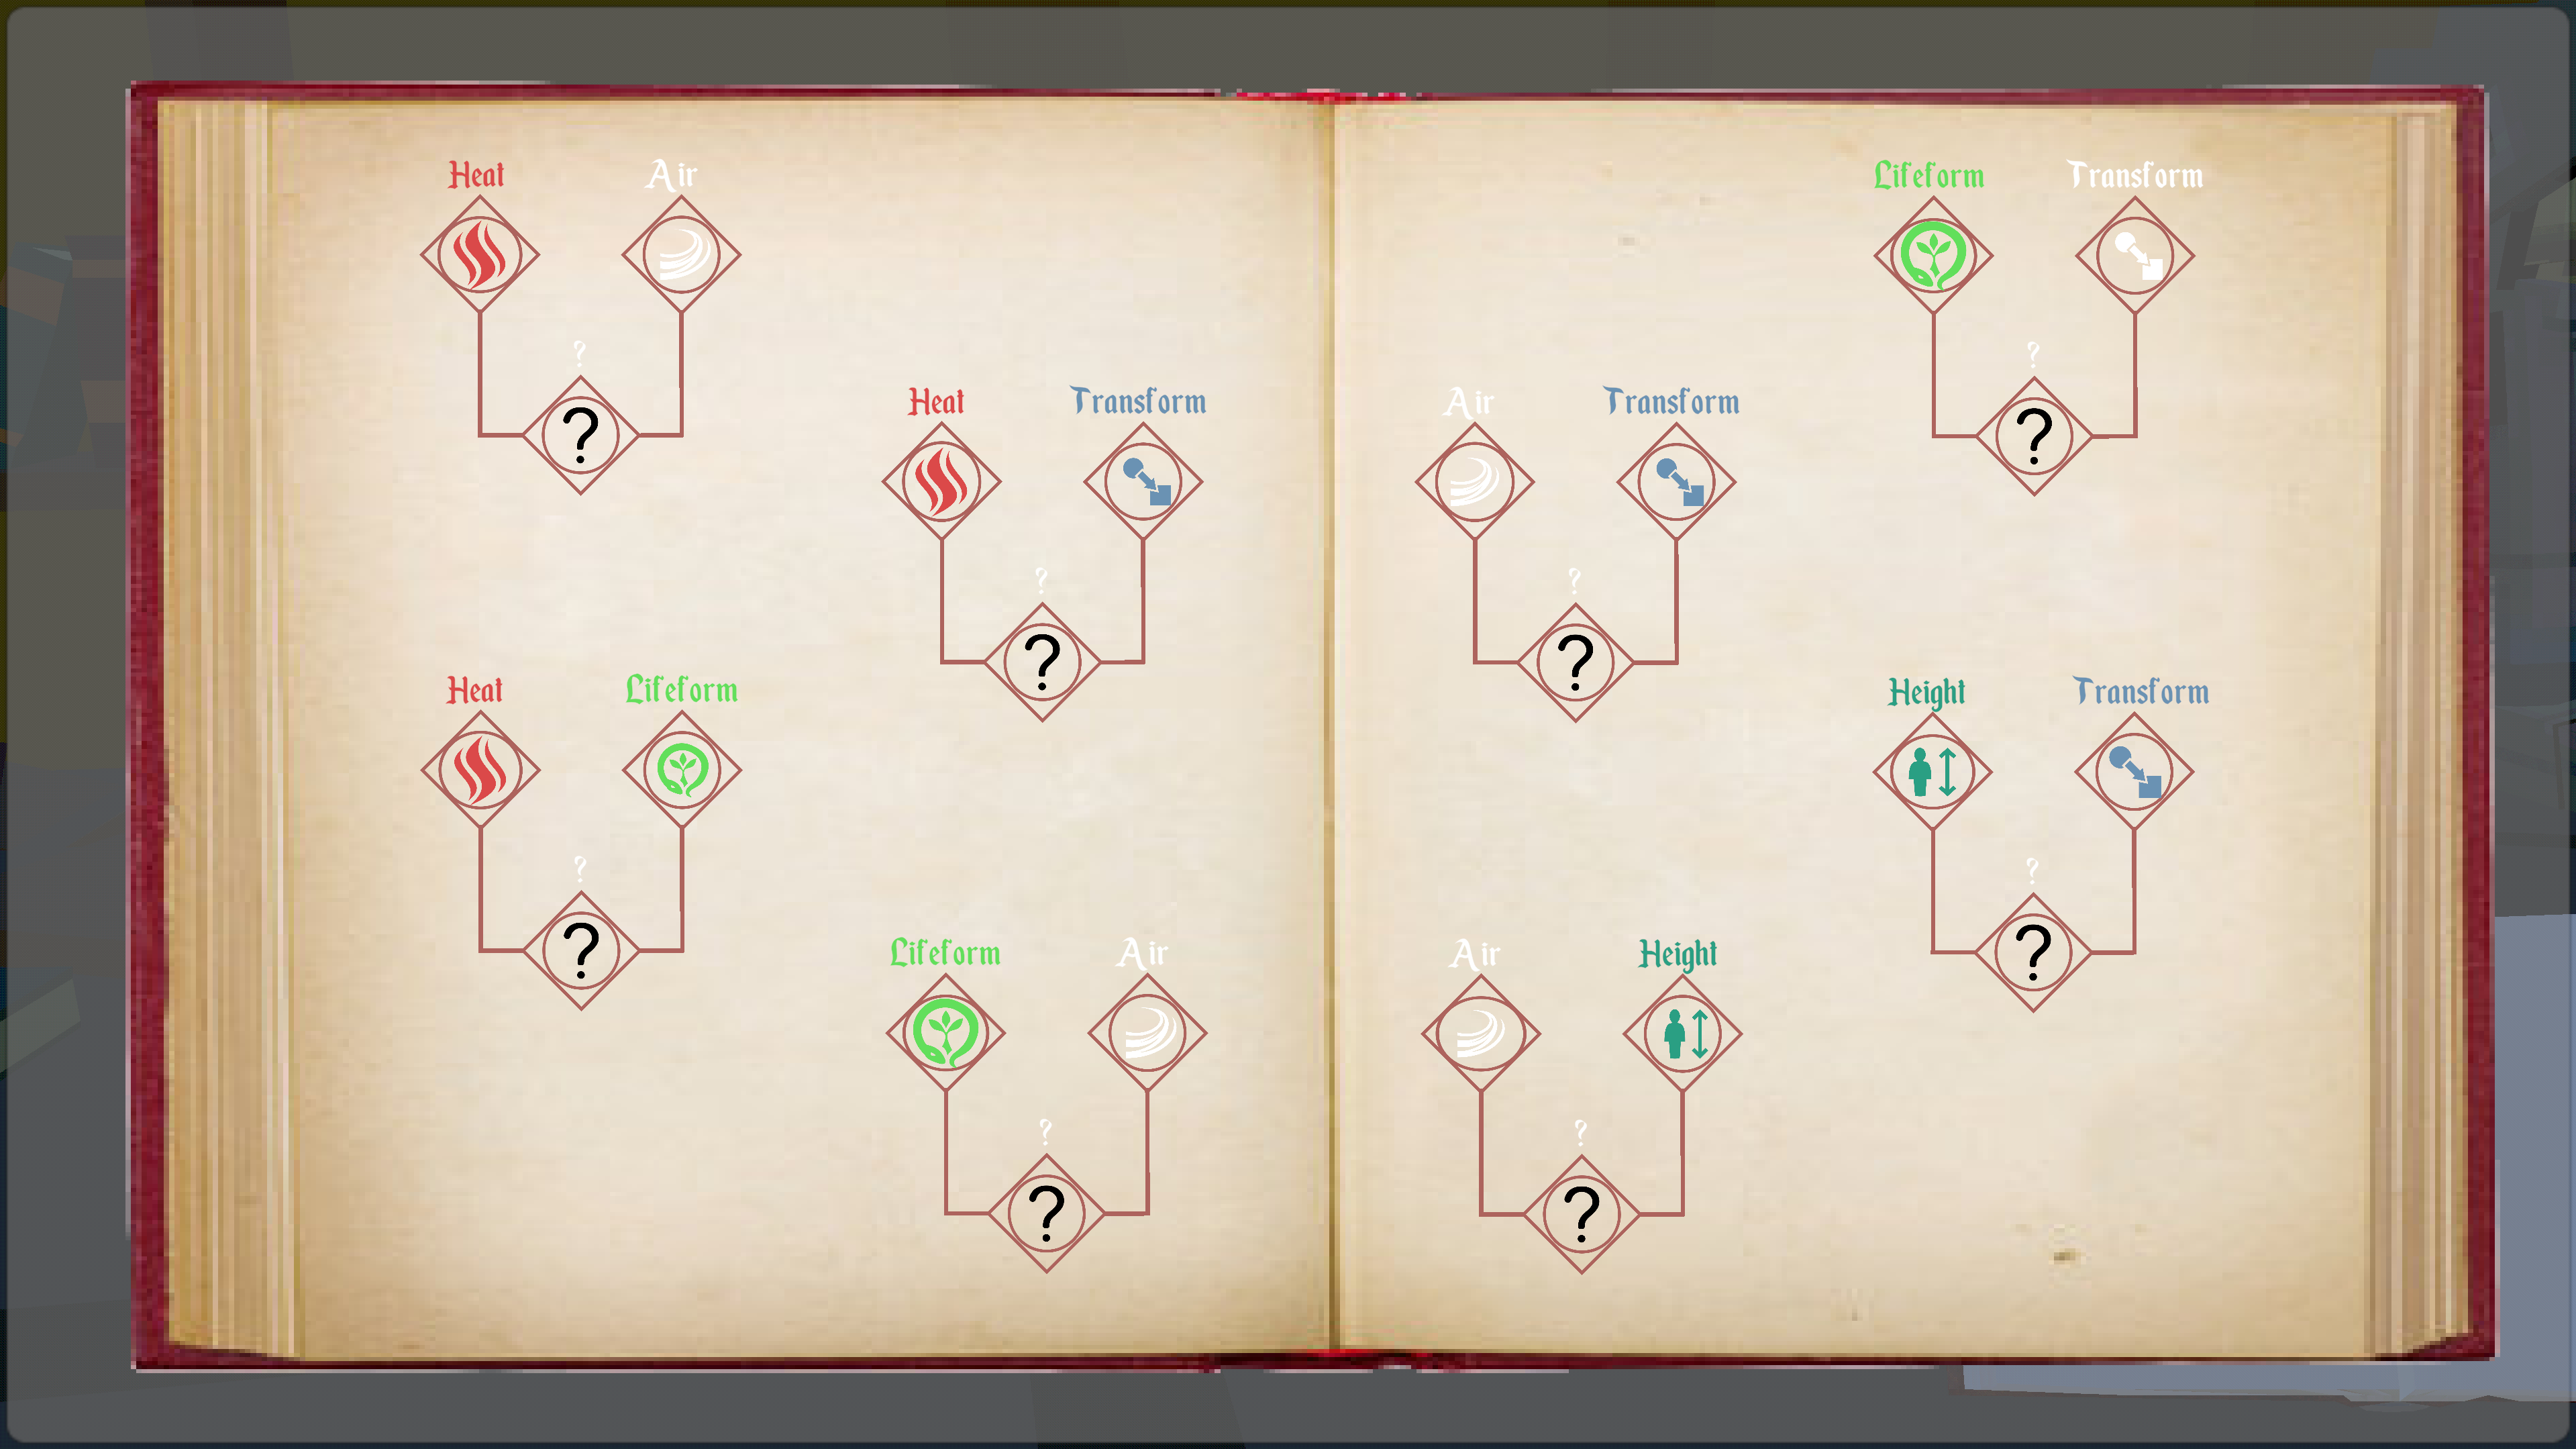 Heat Air
?
?
Heat Transform
?
?
Heat Lifeform
?
?
Lifeform Air
?
?
Lifeform Transform
?
?
Air Transform
?
?
Height Transform
?
?
Air Height
?
?